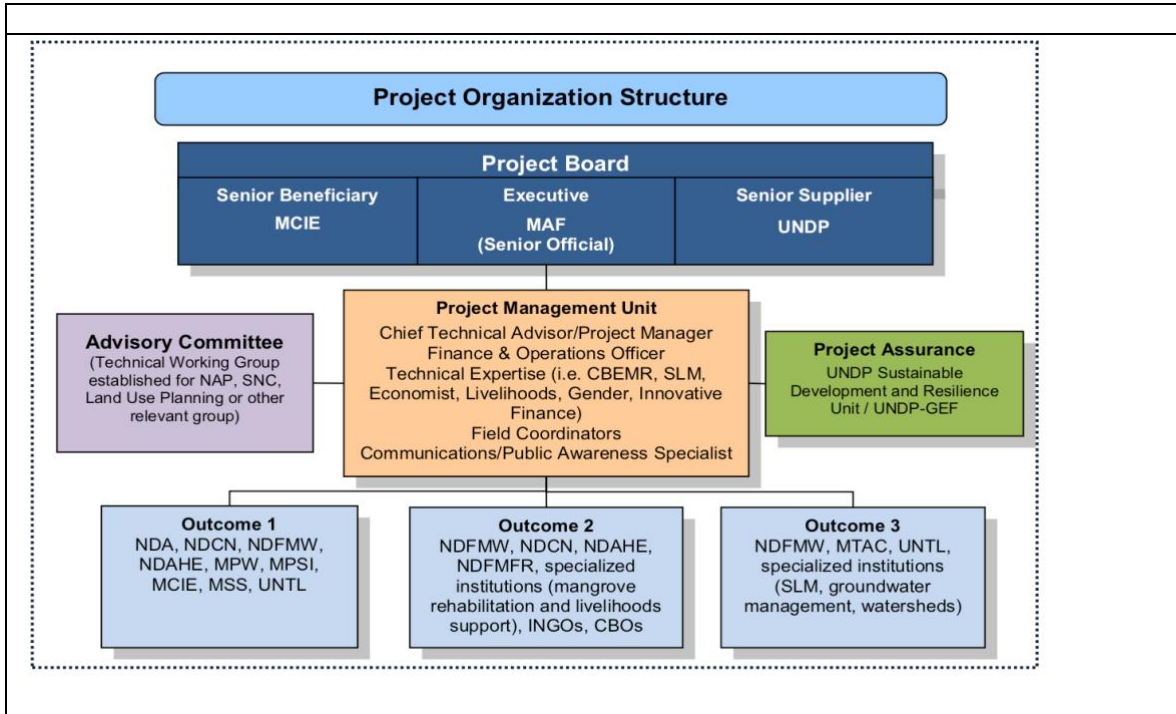 Project Organization Structure
Project Board
Senior Beneficiary
MCIE
Executive
MAF
(Senior Official)
Senior Supplier
UNDP
Advisory Committee
(Technical Working Group
established for NAP, SNC,
Land Use Planning or other
relevant group)
Project Management Unit
Chief Technical Advisor/Project Manager
Finance & Operations Officer
Technical Expertise (i.e. CBEMR, SLM,
Economist, Livelihoods, Gender, Innovative
Finance)
Field Coordinators
Communications/Public Awareness Specialist
Project Assurance
UNDP Sustainable
Development and Resilience
Unit / UNDP-GEF
Outcome 1
NDA, NDCN, NDFMW,
NDAHE, MPW, MPSI,
MCIE, MSS, UNTL
Outcome 2
NDFMW, NDCN, NDAHE,
NDFMFR, specialized
institutions (mangrove
rehabilitation and livelihoods
support), INGOs, CBOs
Outcome 3
NDFMW, MTAC, UNTL,
specialized institutions
(SLM, groundwater
management, watersheds)